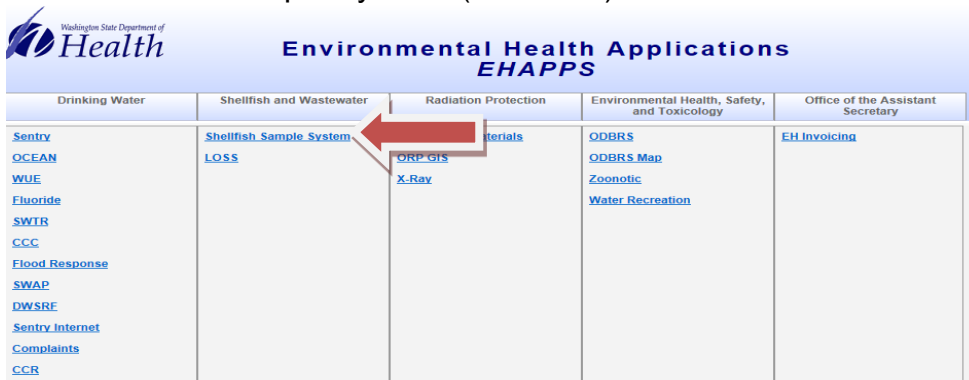 Washington State Department of
Health
Environmental Health Applications
EHAPPS
Drinking Water
Shellfish and Wastewater
Radiation Protection
Environmental Health, Safety,
and Toxicology
Office of the Assistant
Secretary
Sentry
OCEAN
WUE
Fluoride
SWTR
CCC
Flood Response
SWAP
DWSRF
Sentry Internet
Complaints
CCR
Shellfish Sample System
LOSS
ORP GIS
X-Ray
ODBRS
ODBRS Map
Zoonotic
Water Recreation
EH Invoicing